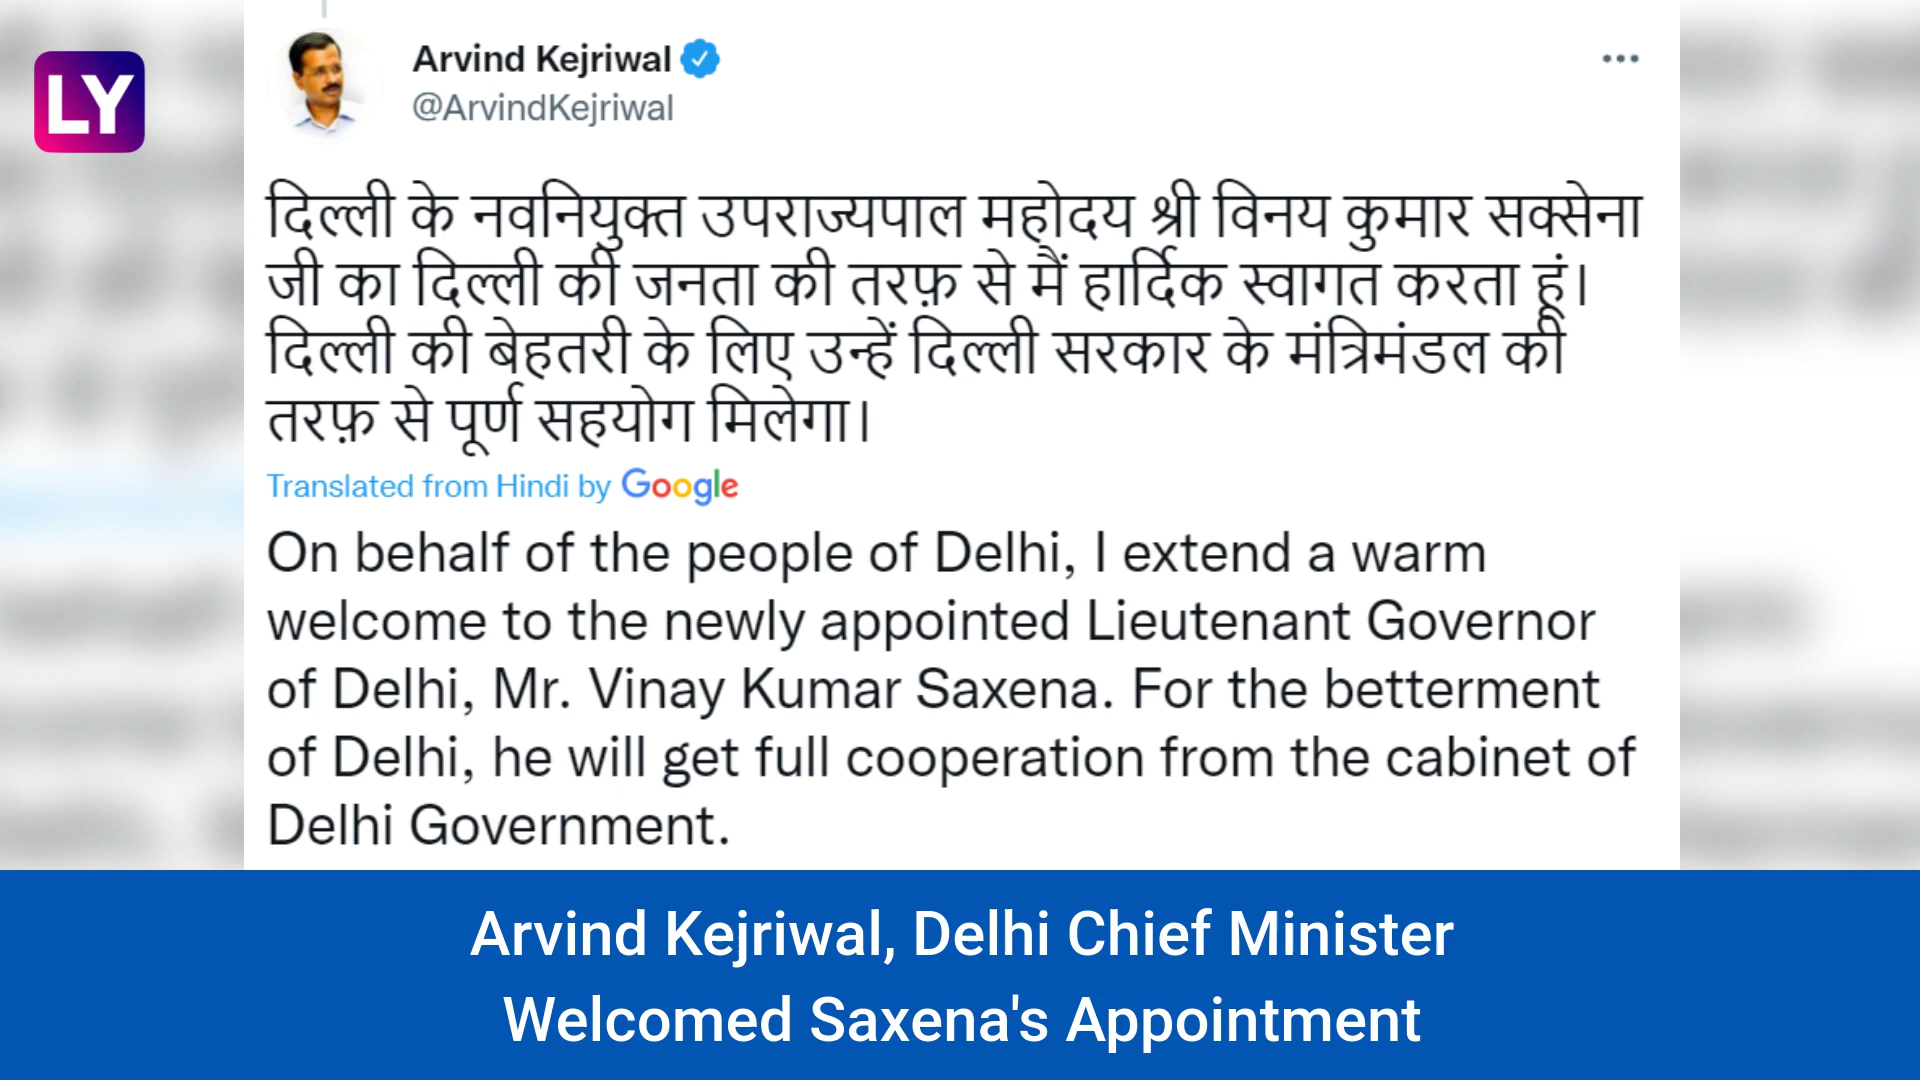 LY
Arvind Kejriwal
@ArvindKejriwal
दिल्ली के नवनियुक्त उपराज्यपाल महोदय श्री विनय कुमार सक्सेना
जी का दिल्ली की जनता की तरफ़ से मैं हार्दिक स्वागत करता हूं।
दिल्ली की बेहतरी के लिए उन्हें दिल्ली सरकार के मंत्रिमंडल की
तरफ़ से पूर्ण सहयोग मिलेगा।
Translated from Hindi by Google
On behalf of the people of Delhi, I extend a warm
welcome to the newly appointed Lieutenant Governor
of Delhi, Mr. Vinay Kumar Saxena. For the betterment
of Delhi, he will get full cooperation from the cabinet of
Delhi Government.
Arvind Kejriwal, Delhi Chief Minister
Welcomed Saxena's Appointment